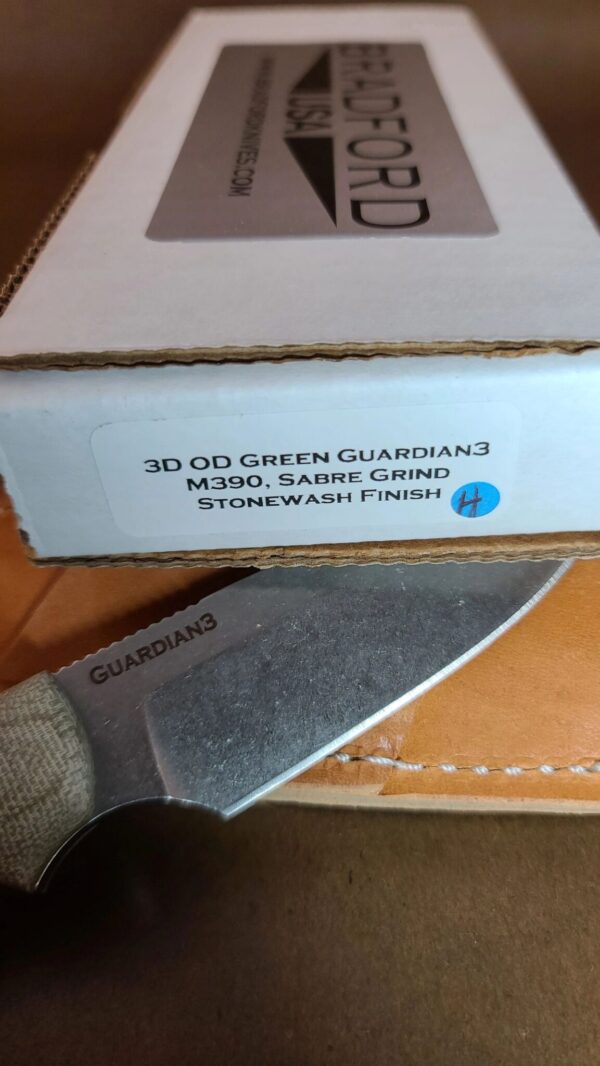 BRADFORD
USA
WWW.BRADFORDKNIVES.COM
3D OD GREEN GUARDIAN3
M390, SABRE GRIND
STONEWASH FINISH
H
GUARDIAN3